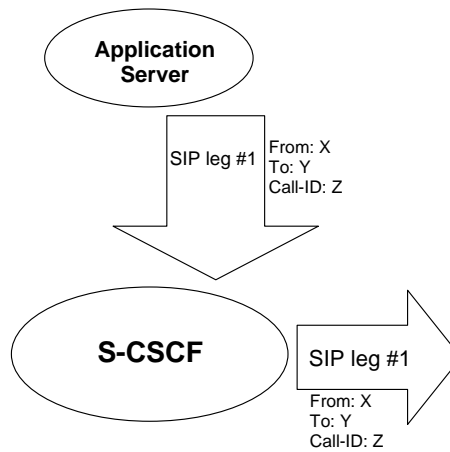 Application
Server
SIP leg #1
From: X
To: Y
Call-ID: Z
S-CSCF
SIP leg #1
From: X
To: Y
Call-ID: Z